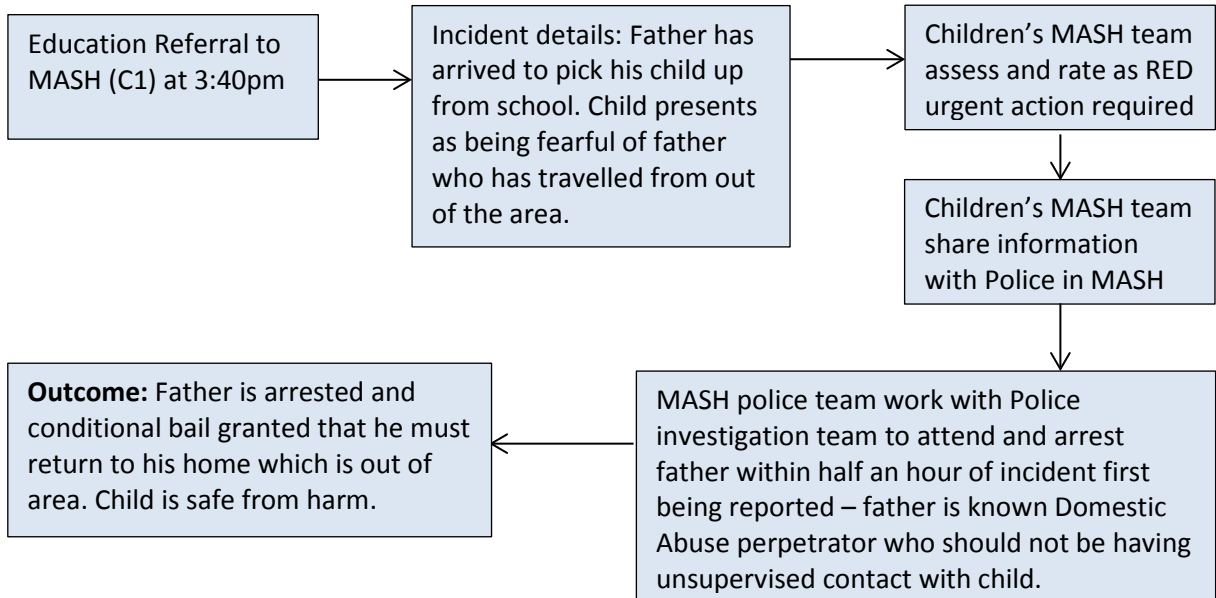 Education Referral to
MASH (C1) at 3:40pm
Incident details: Father has
arrived to pick his child up
from school. Child presents
as being fearful of father
who has travelled from out
of the area.
Children’s MASH team
assess and rate as RED
urgent action required
Children’s MASH team
share information
with Police in MASH
MASH police team work with Police
investigation team to attend and arrest
father within half an hour of incident first
being reported – father is known Domestic
Abuse perpetrator who should not be having
unsupervised contact with child.
Outcome: Father is arrested and
conditional bail granted that he must
return to his home which is out of
area. Child is safe from harm.